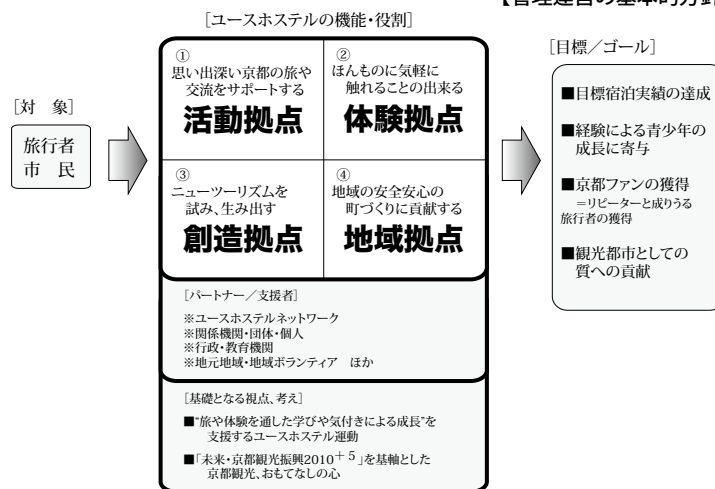 【管理運営の基本的方針
[ユースホステルの機能・役割]
[対　象]
旅行者
市　民
①
思い出深い京都の旅や
交流をサポートする
活動拠点
②
ほんものに気軽に
触れることの出来る
体験拠点
③
ニューツーリズムを
試み、生み出す
創造拠点
④
地域の安全安心の
町づくりに貢献する
地域拠点
[パートナー／支援者]
※ユースホステルネットワーク
※関係機関・団体・個人
※行政・教育機関
※地元地域・地域ボランティア　ほか
[基礎となる視点、考え]
■“旅や体験を通した学びや気付きによる成長”を
支援するユースホステル運動
■「未来・京都観光振興2010＋５」を基軸とした
京都観光、おもてなしの心
[目標／ゴール]
■目標宿泊実績の達成
■経験による青少年の
成長に寄与
■京都ファンの獲得
＝リピーターと成りうる
旅行者の獲得
■観光都市としての
質への貢献